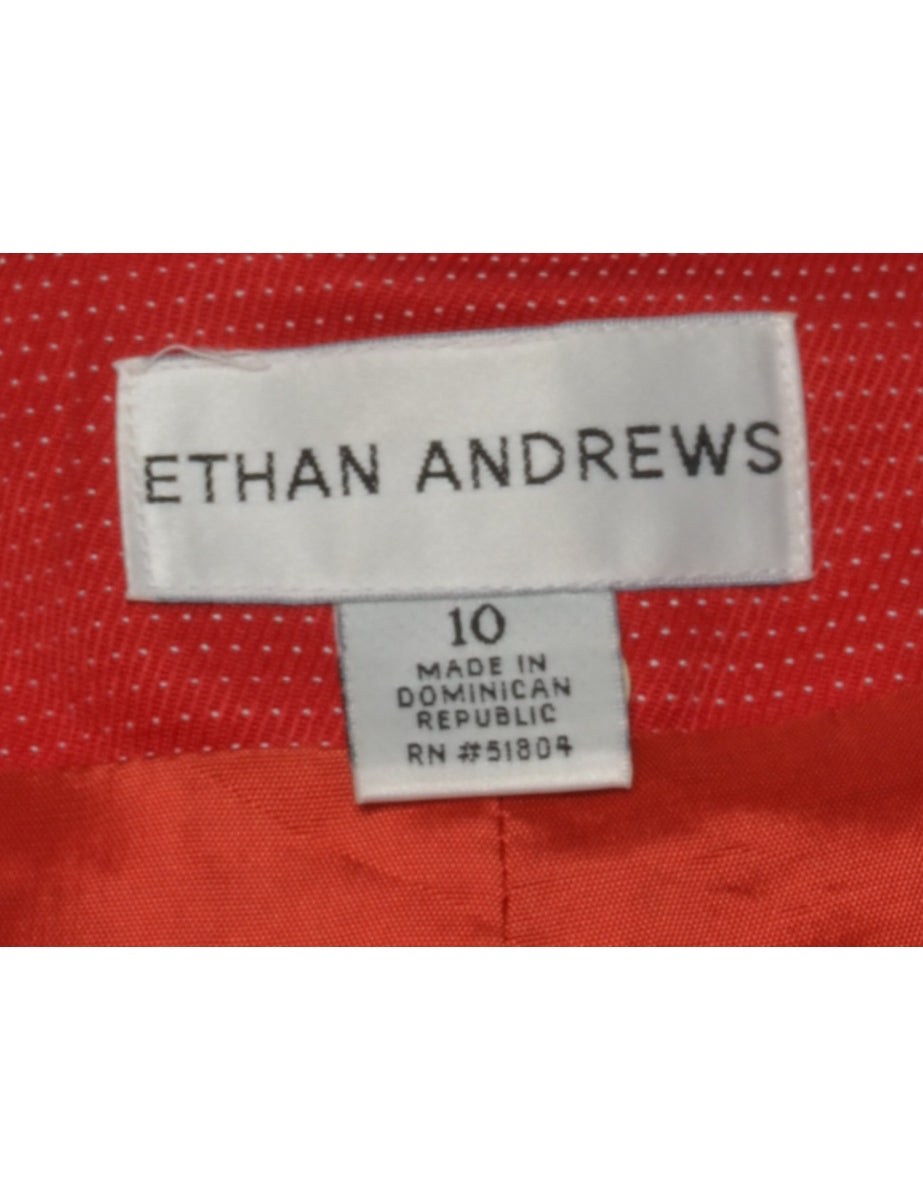 ETHAN ANDREWS
10
MADE IN
DOMINICAN
REPUBLIC
RN #51804